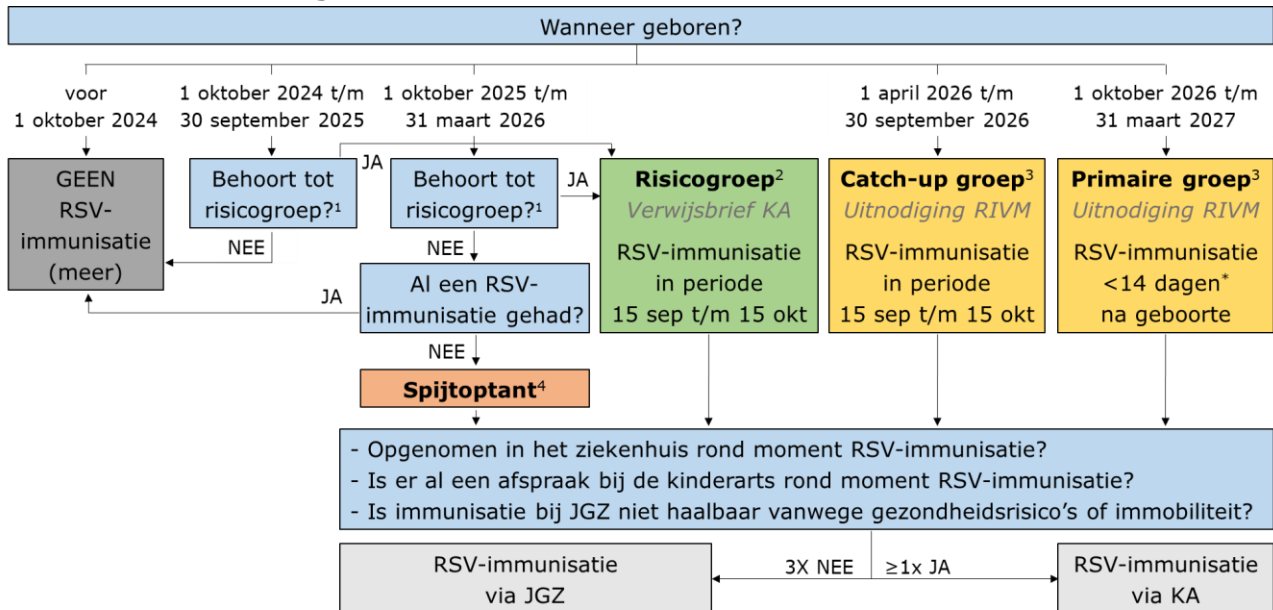 Wanneer geboren?
voor
1 oktober 2024
1 oktober 2024 t/m
30 september 2025
1 oktober 2025 t/m
31 maart 2026
1 april 2026 t/m
30 september 2026
1 oktober 2026 t/m
31 maart 2027
GEEN
RSV-
immunisatie
(meer)
Behoort tot
risicogroep?¹
JA
NEE
Behoort tot
risicogroep?¹
JA
NEE
Al een RSV-
immunisatie gehad?
JA
NEE
Spijtoptant⁴
Risicogroep²
Verwijsbrief KA
RSV-immunisatie
in periode
15 sep t/m 15 okt
Catch-up groep³
Uitnodiging RIVM
RSV-immunisatie
in periode
15 sep t/m 15 okt
Primaire groep³
Uitnodiging RIVM
RSV-immunisatie
<14 dagen*
na geboorte
- Opgenomen in het ziekenhuis rond moment RSV-immunisatie?
- Is er al een afspraak bij de kinderarts rond moment RSV-immunisatie?
- Is immunisatie bij JGZ niet haalbaar vanwege gezondheidsrisico's of immobiliteit?
3X NEE
≥1x JA
RSV-immunisatie
via JGZ
RSV-immunisatie
via KA